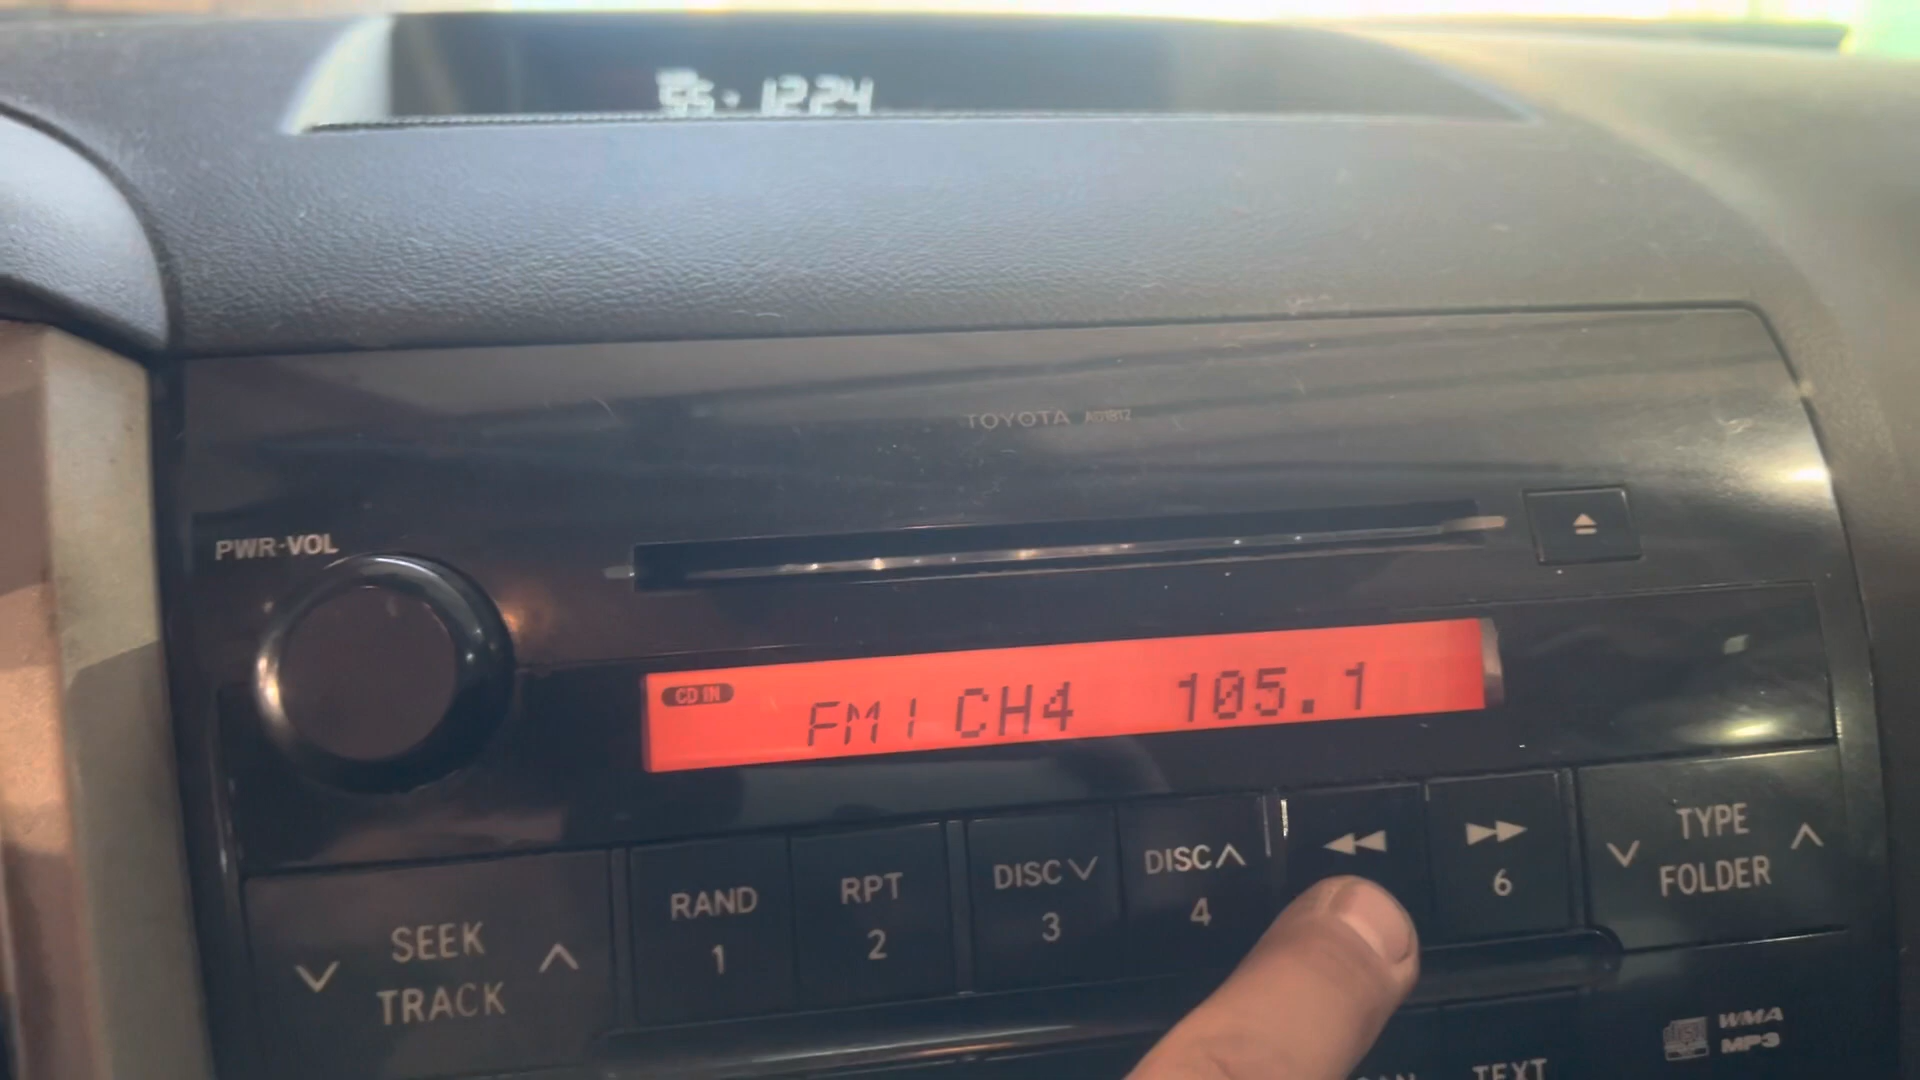 12:24
TOYOTA A01812
PWR·VOL
CD IN
FM1 CH4 105.1
SEEK
TRACK
RAND
1
RPT
2
DISC
3
DISC
4
6
TYPE
FOLDER
TEXT
WMA
MP3